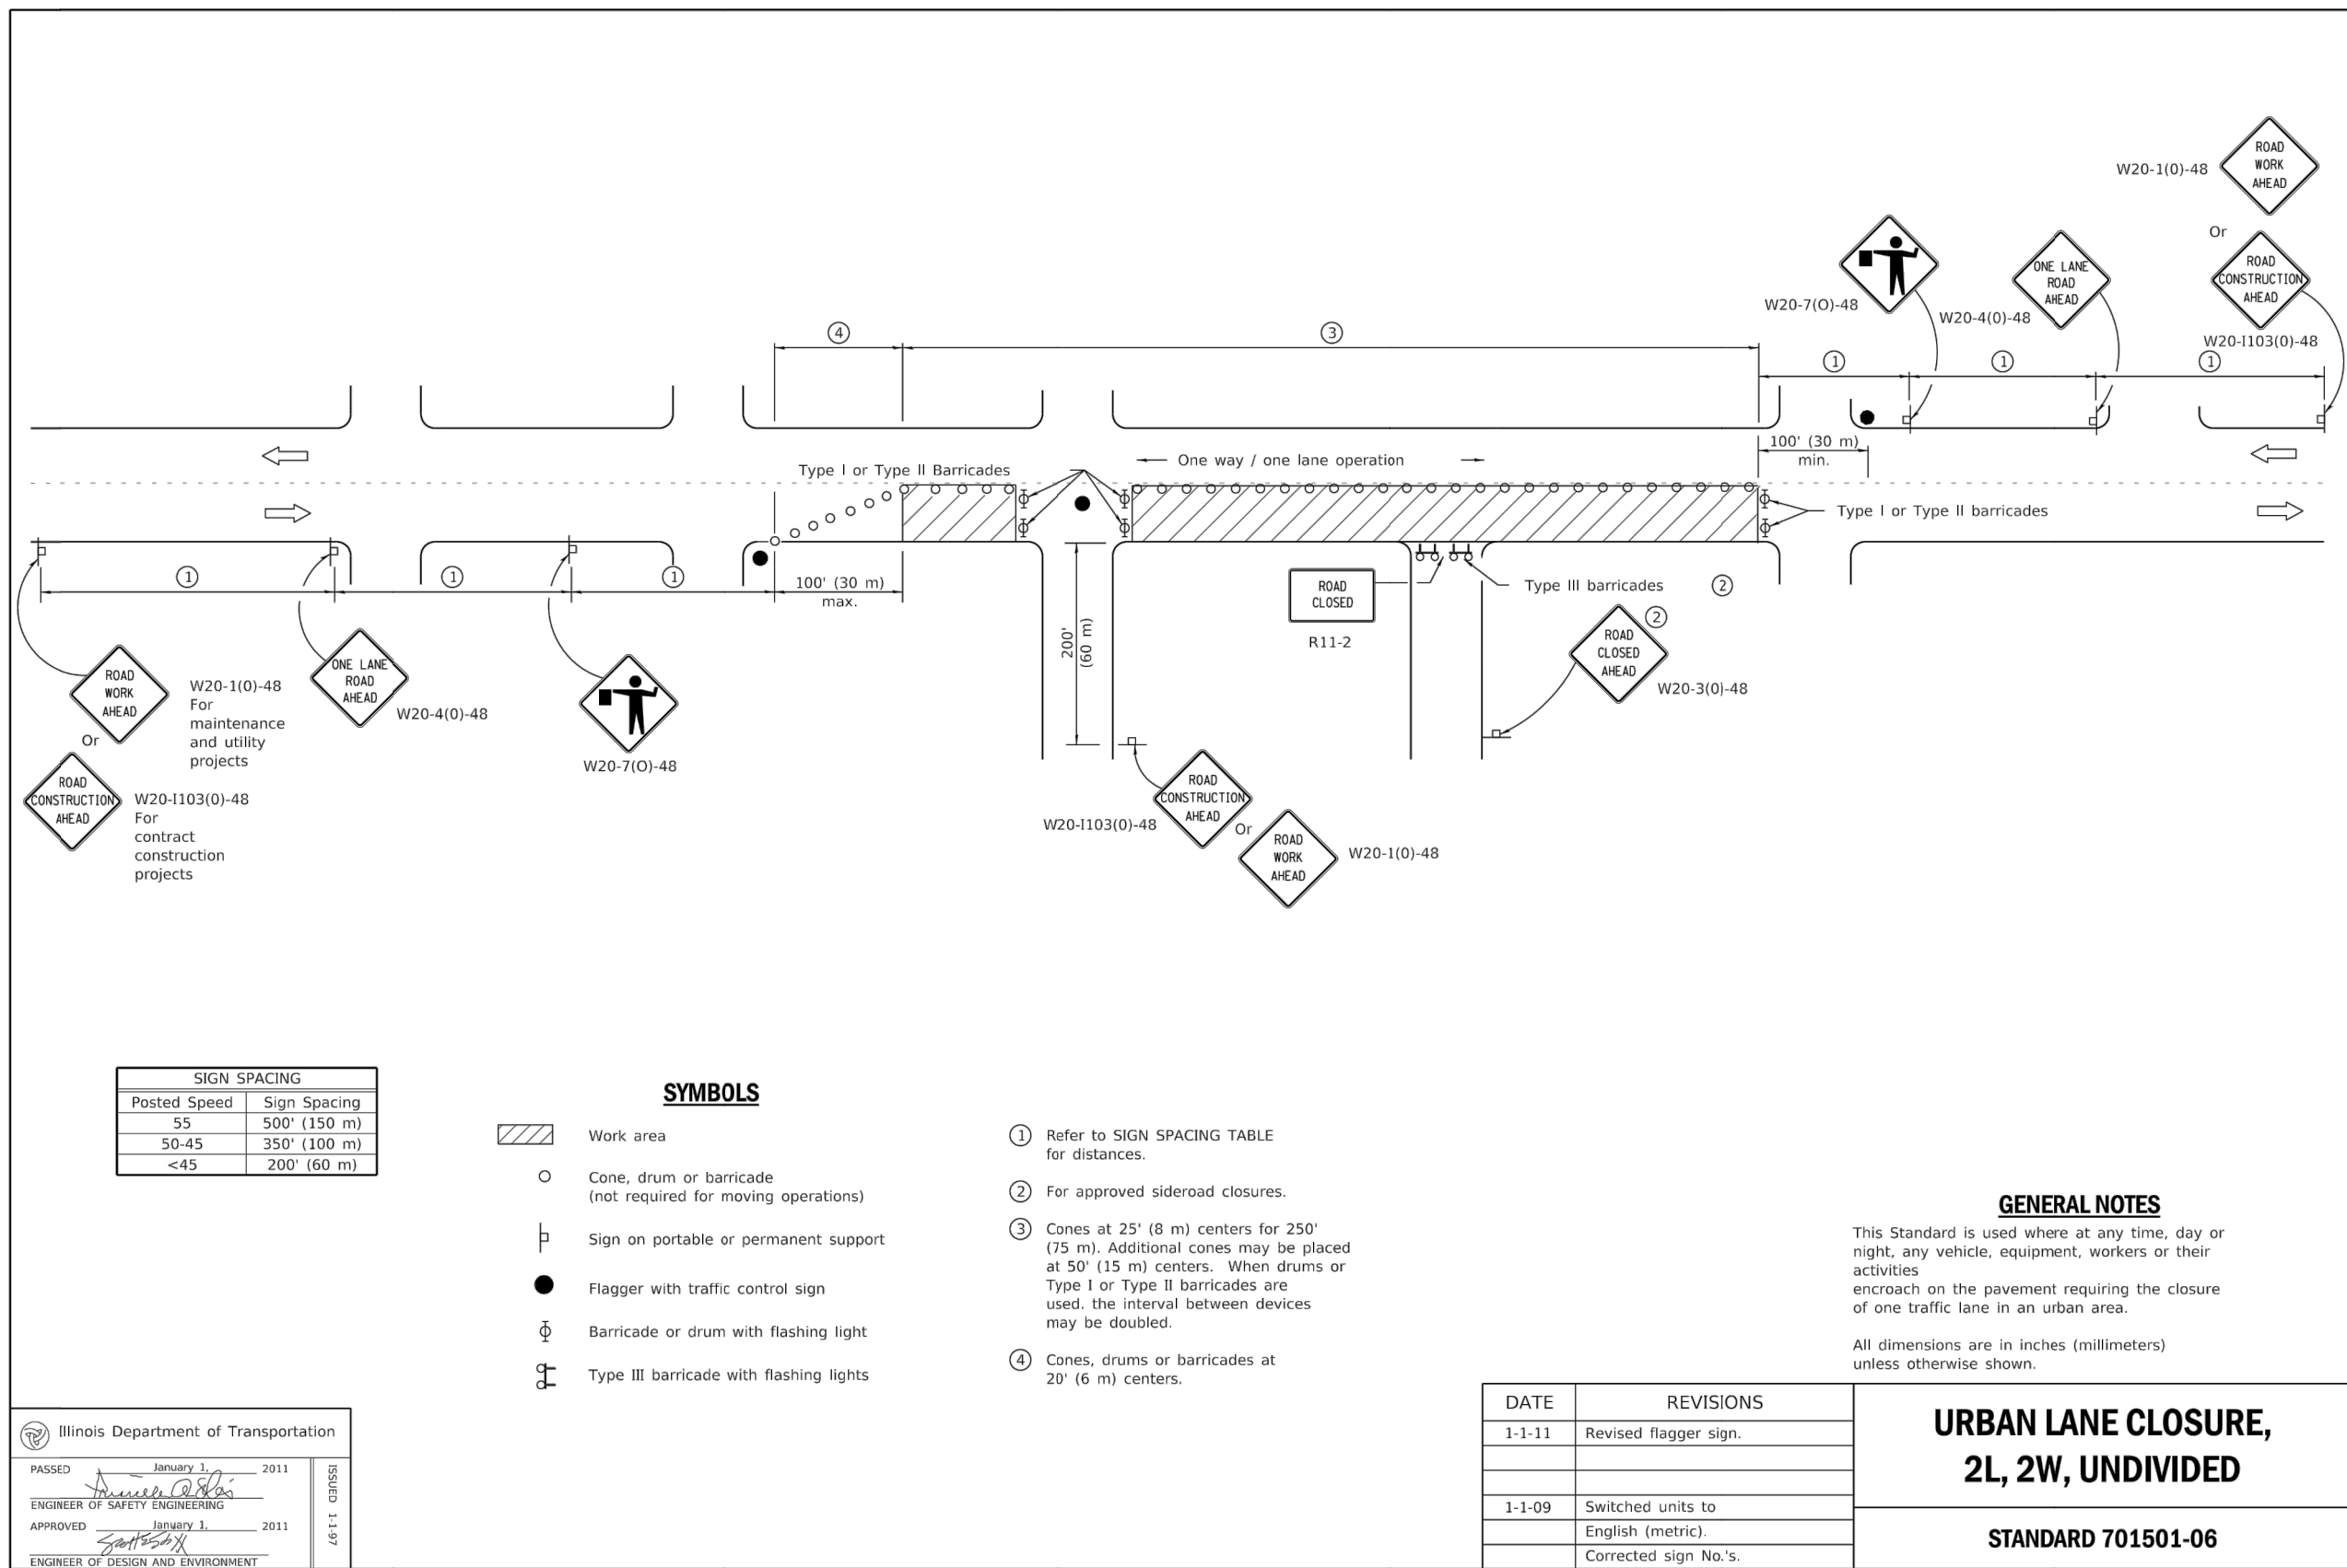 W20-1(O)-48
ROAD
WORK
AHEAD
Or
W20-7(O)-48
W20-4(O)-48
ONE LANE
ROAD
AHEAD
ROAD
CONSTRUCTION
AHEAD
W20-I103(O)-48
4
3
1
1
1
Type I or Type II Barricades
One way / one lane operation
100' (30 m)
min.
Type I or Type II barricades
1
1
1
100' (30 m)
max.
200'
(60 m)
ROAD
CLOSED
R11-2
Type III barricades
2
2
ROAD
CLOSED
AHEAD
W20-3(O)-48
ROAD
WORK
AHEAD
W20-1(O)-48
For
maintenance
and utility
projects
Or
ROAD
CONSTRUCTION
AHEAD
W20-I103(O)-48
For
contract
construction
projects
ONE LANE
ROAD
AHEAD
W20-4(O)-48
W20-7(O)-48
ROAD
CONSTRUCTION
AHEAD
W20-I103(O)-48
Or
ROAD
WORK
AHEAD
W20-1(O)-48
SIGN SPACING
Posted Speed Sign Spacing
55 500' (150 m)
50-45 350' (100 m)
<45 200' (60 m)
SYMBOLS
Work area
Cone, drum or barricade
(not required for moving operations)
Sign on portable or permanent support
Flagger with traffic control sign
Barricade or drum with flashing light
Type III barricade with flashing lights
1 Refer to SIGN SPACING TABLE
for distances.
2 For approved sideroad closures.
3 Cones at 25' (8 m) centers for 250'
(75 m). Additional cones may be placed
at 50' (15 m) centers. When drums or
Type I or Type II barricades are
used. the interval between devices
may be doubled.
4 Cones, drums or barricades at
20' (6 m) centers.
GENERAL NOTES
This Standard is used where at any time, day or
night, any vehicle, equipment, workers or their
activities
encroach on the pavement requiring the closure
of one traffic lane in an urban area.
All dimensions are in inches (millimeters)
unless otherwise shown.
Illinois Department of Transportation
PASSED January 1, 2011
ENGINEER OF SAFETY ENGINEERING
APPROVED January 1, 2011
ENGINEER OF DESIGN AND ENVIRONMENT
ISSUED 1-1-97
DATE REVISIONS
1-1-11 Revised flagger sign.
1-1-09 Switched units to
English (metric).
Corrected sign No.'s.
URBAN LANE CLOSURE,
2L, 2W, UNDIVIDED
STANDARD 701501-06